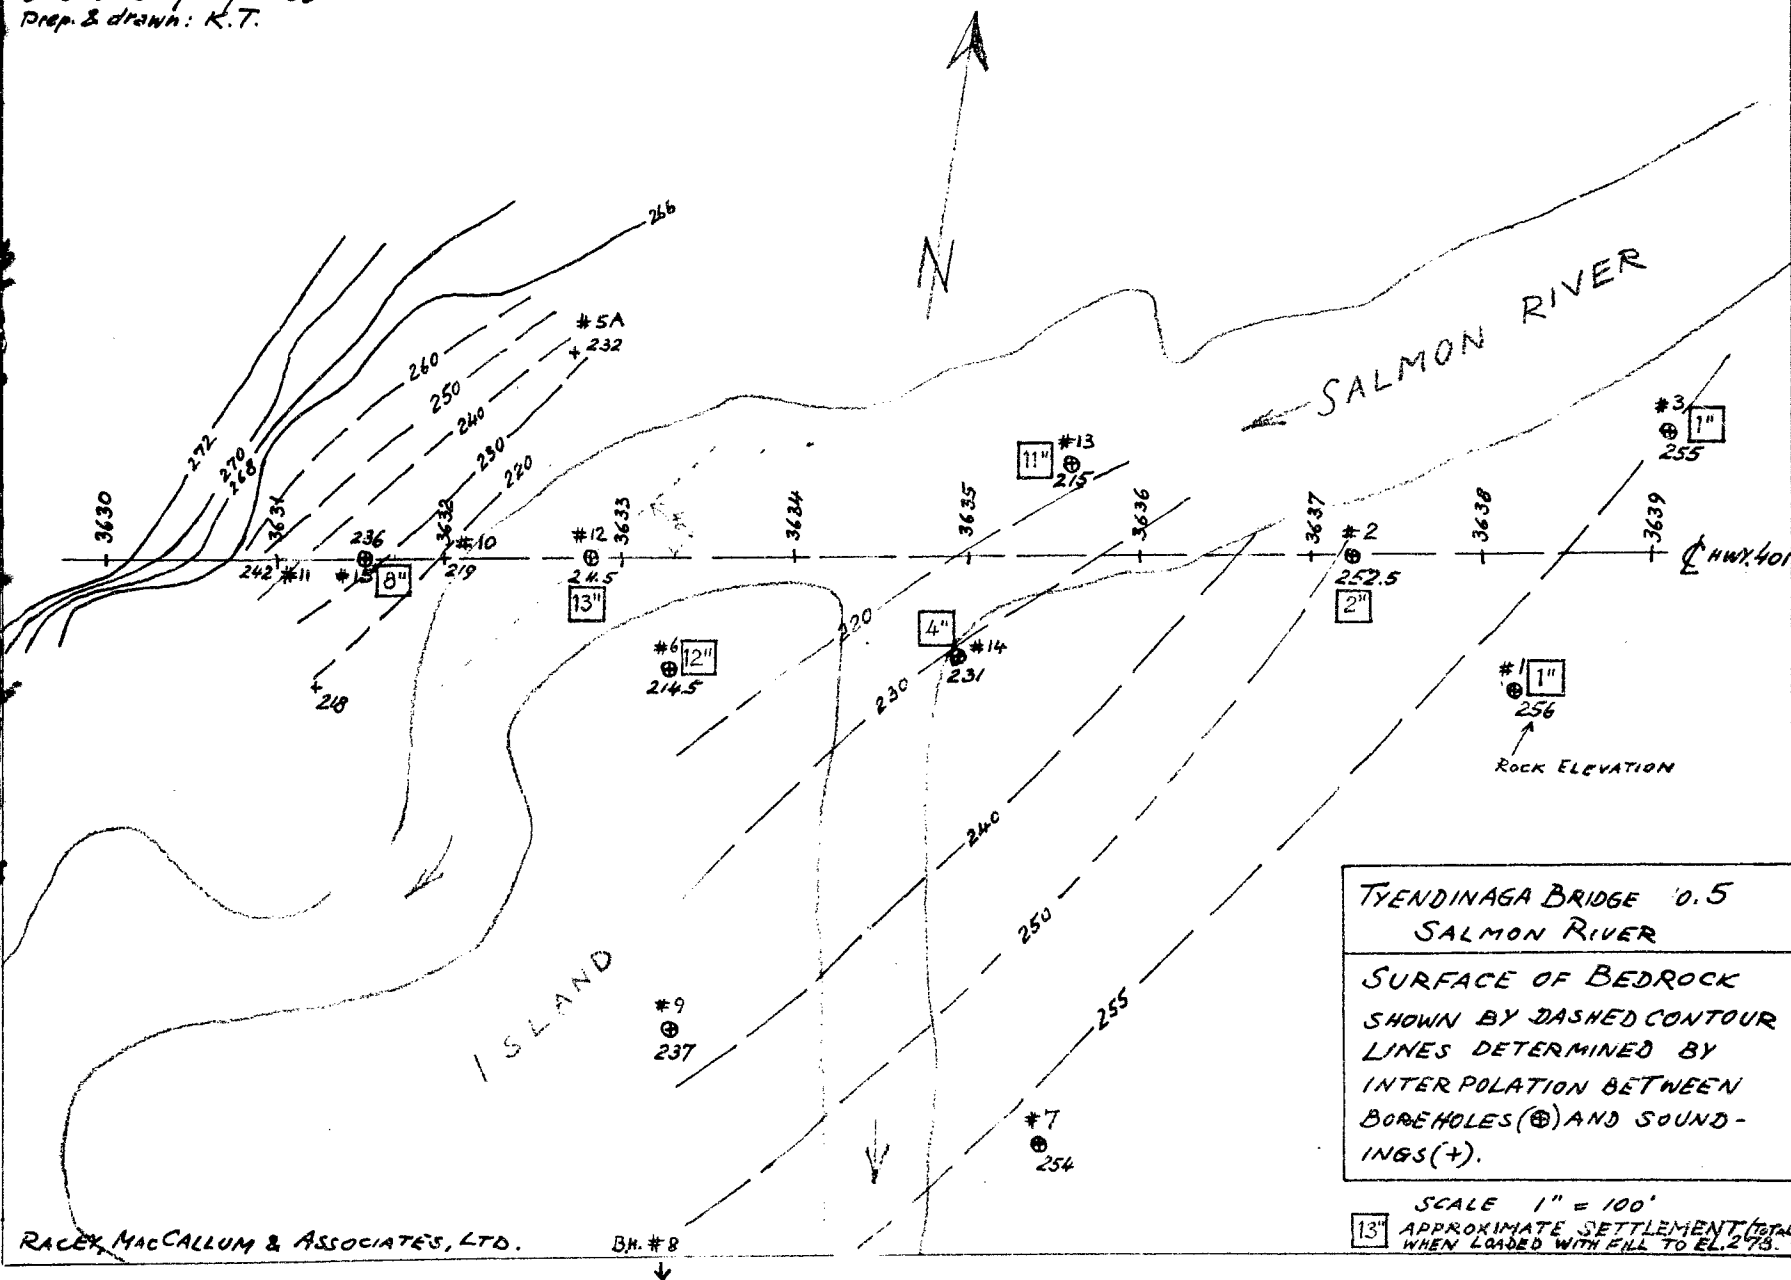 Prep. & drawn: K.T.
N
SALMON RIVER
266
#5A
232
260
250
240
230
220
272
270
268
3630
3631
3632
3633
3634
3635
3636
3637
3638
3639
℄ HWY. 401
#3
1"
255
11"
#13
215
#2
252.5
2"
236
242
#11
#15
8"
#10
219
#12
211.5
13"
#6
12"
214.5
218
220
4"
#14
231
230
#1
1"
256
ROCK ELEVATION
240
250
255
ISLAND
#9
237
#7
254
TYENDINAGA BRIDGE 0.5
SALMON RIVER
SURFACE OF BEDROCK
SHOWN BY DASHED CONTOUR
LINES DETERMINED BY
INTERPOLATION BETWEEN
BOREHOLES (⊕) AND SOUND-
INGS (+).
SCALE 1" = 100'
13" APPROXIMATE SETTLEMENT (TOTAL
WHEN LOADED WITH FILL TO EL. 278.
RACEY, MACCALLUM & ASSOCIATES, LTD.
B.H. #8